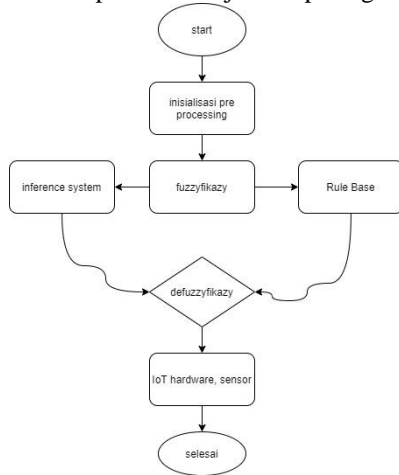 start
inisialisasi pre
processing
inference system
fuzzyfikazy
Rule Base
defuzzyfikazy
IoT hardware, sensor
selesai